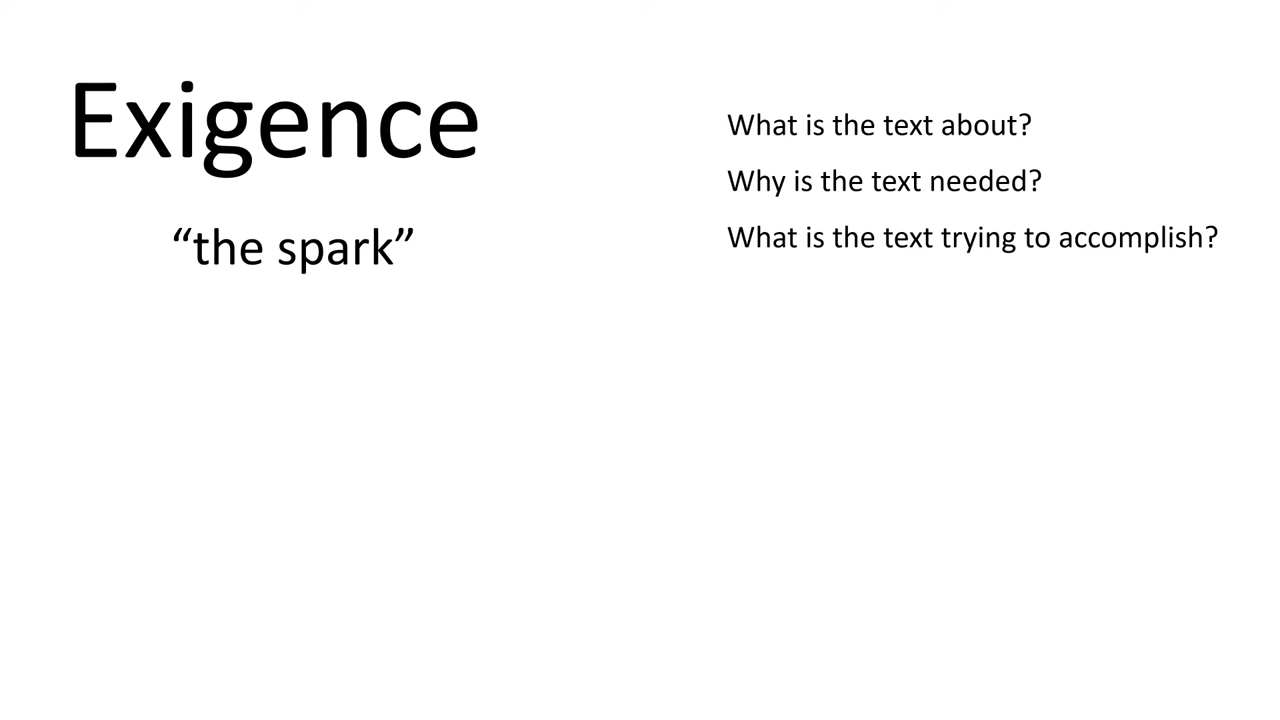 Exigence
“the spark”
What is the text about?
Why is the text needed?
What is the text trying to accomplish?